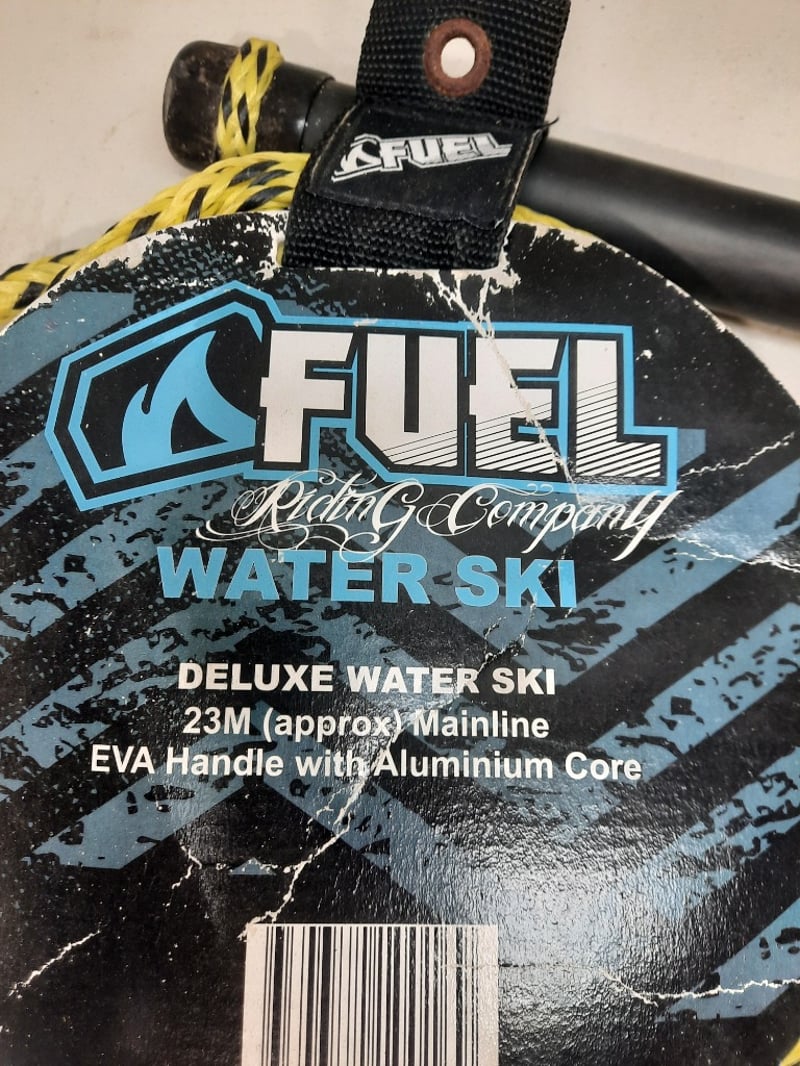 FUEL
FUEL
Riding Company
WATER SKI
DELUXE WATER SKI
23M (approx) Mainline
EVA Handle with Aluminium Core